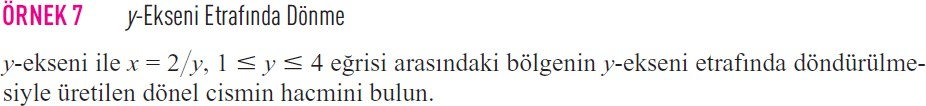 ÖRNEK 7 y-Ekseni Etrafında Dönme
y-ekseni ile x = 2/y, 1 ≤ y ≤ 4 eğrisi arasındaki bölgenin y-ekseni etrafında döndürülme-
siyle üretilen dönel cismin hacmini bulun.